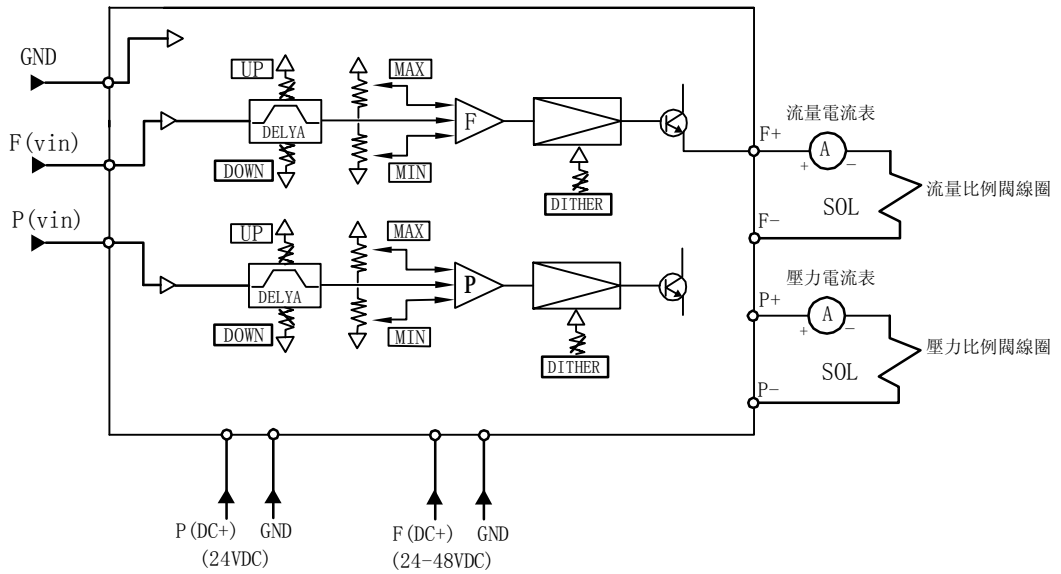 GND
F(vin)
P(vin)
UP
DELYA
DOWN
MAX
MIN
F
DITHER
UP
DELYA
DOWN
MAX
MIN
P
DITHER
F+
流量電流表
A
+ −
SOL
流量比例閥線圈
F−
P+
壓力電流表
A
+ −
SOL
壓力比例閥線圈
P−
P(DC+) GND
(24VDC)
F(DC+) GND
(24-48VDC)